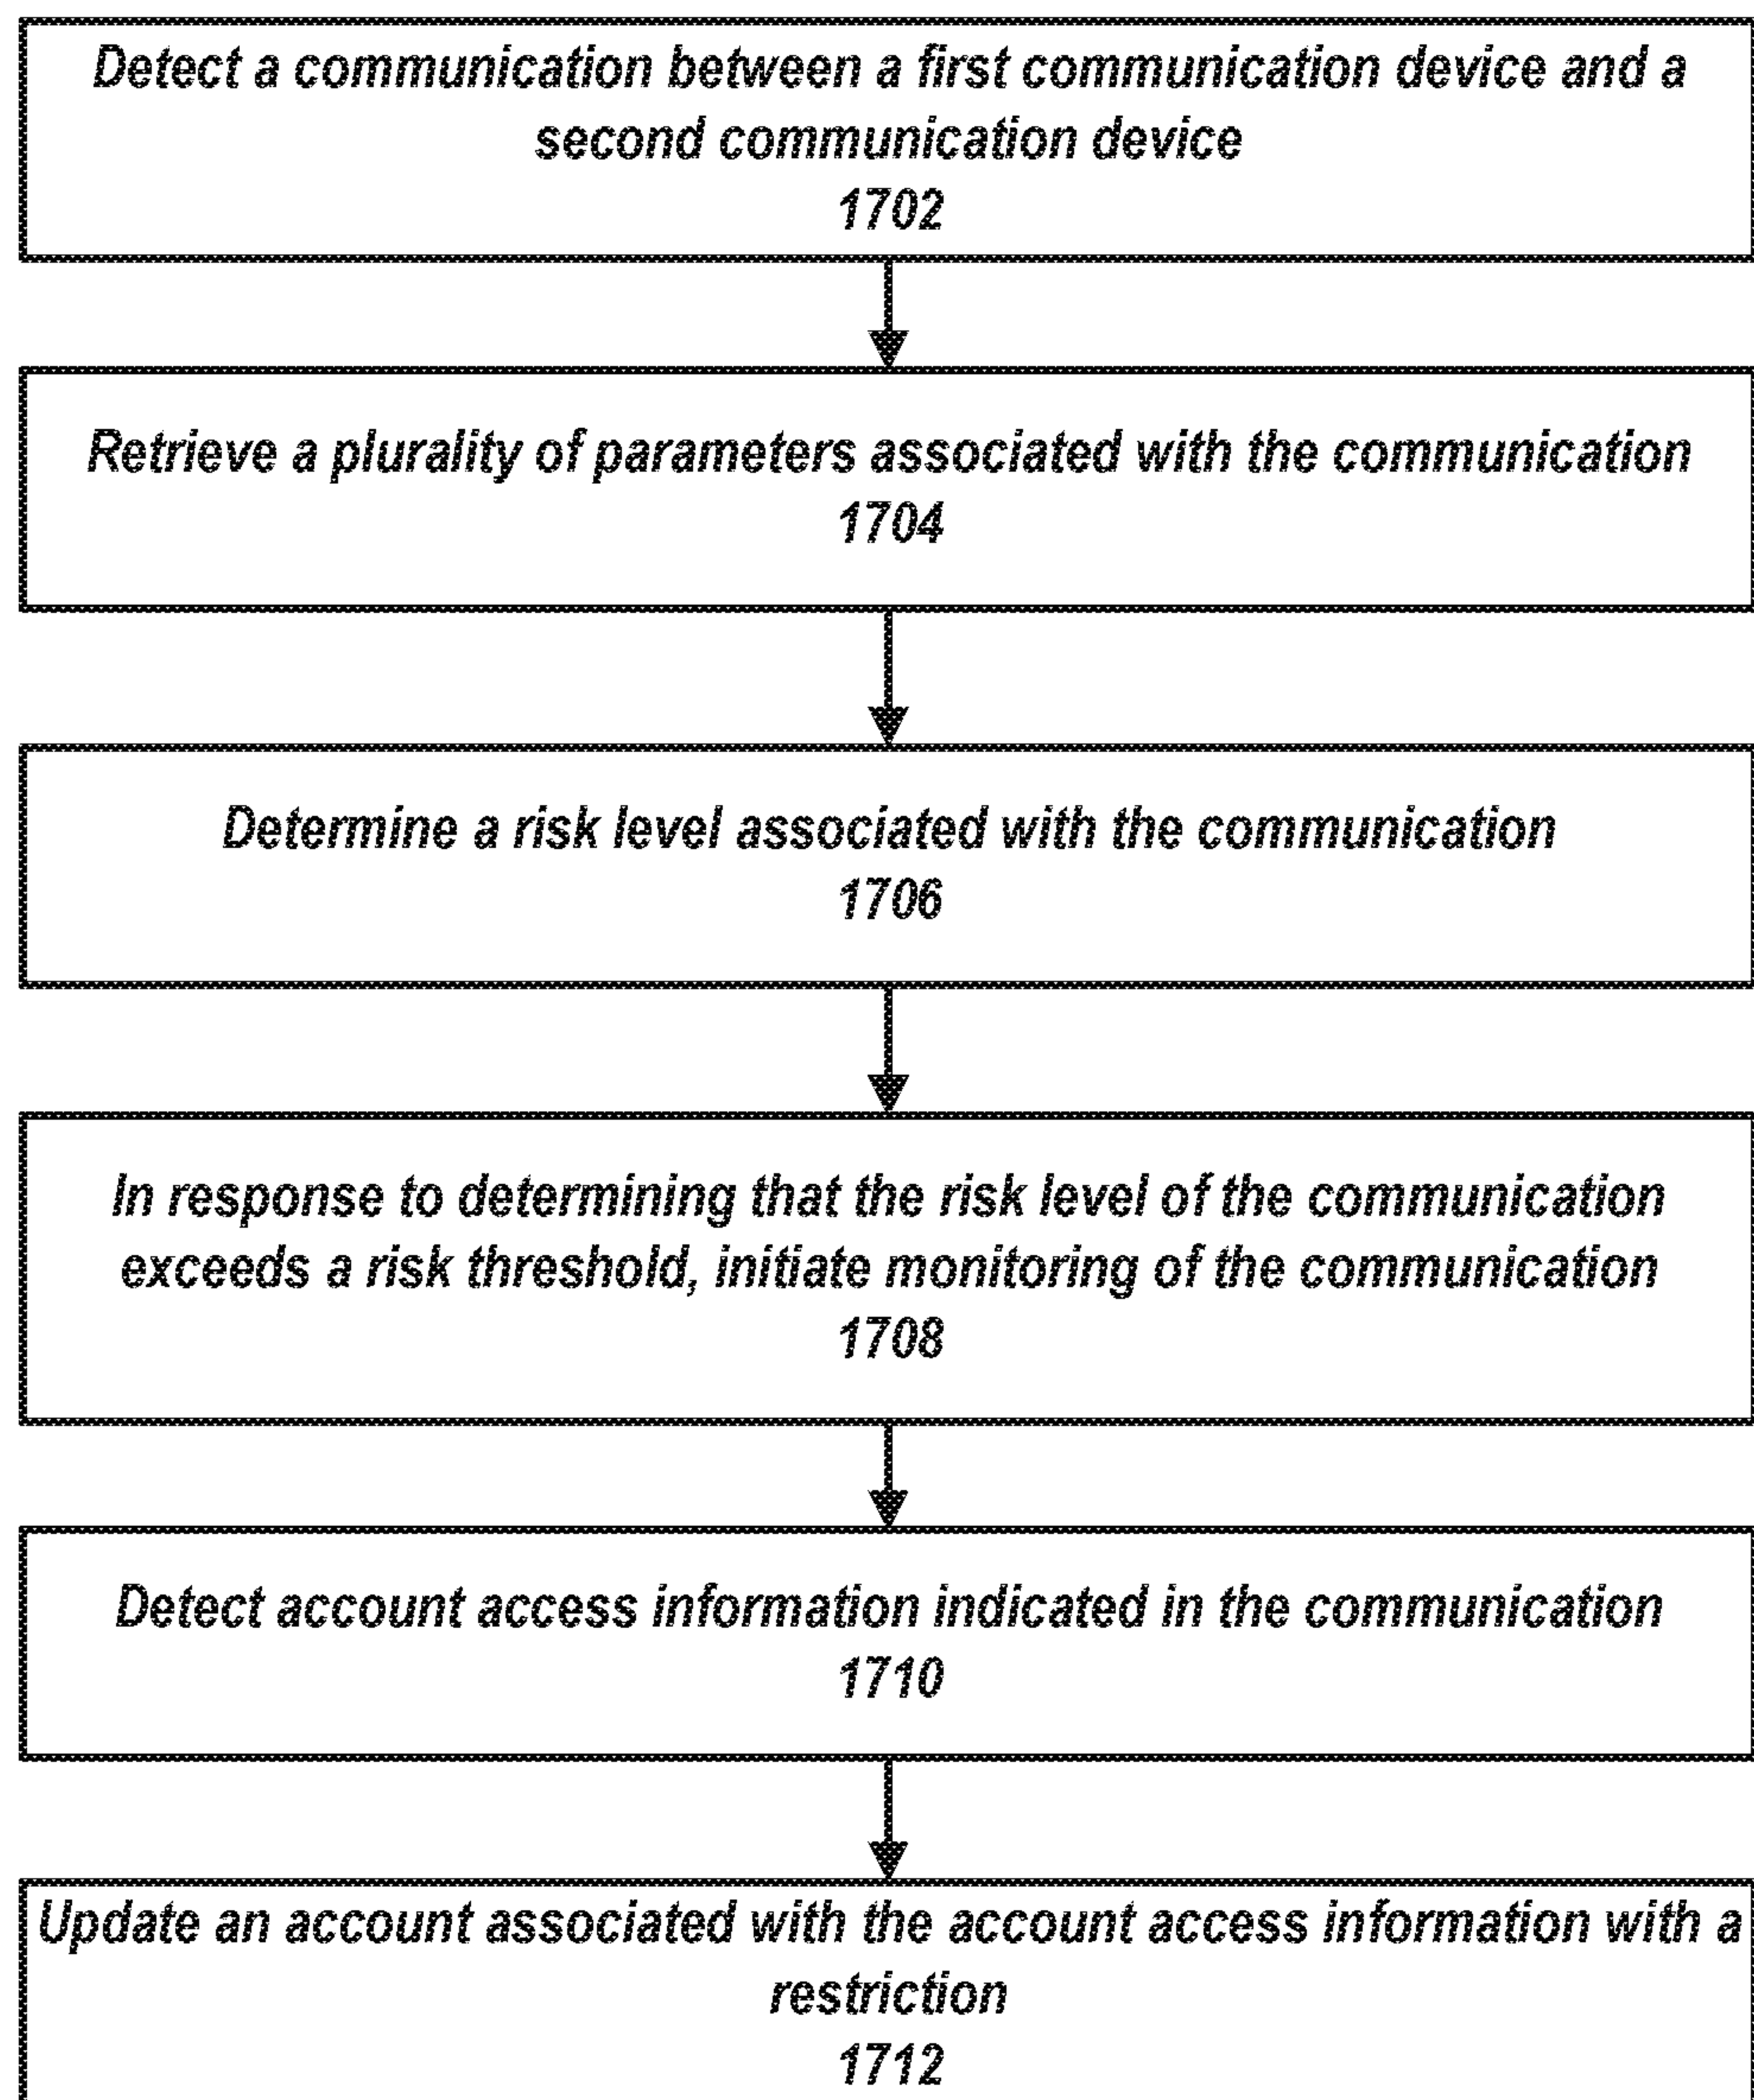 Detect a communication between a first communication device and a
second communication device
1702
Retrieve a plurality of parameters associated with the communication
1704
Determine a risk level associated with the communication
1706
In response to determining that the risk level of the communication
exceeds a risk threshold, initiate monitoring of the communication
1708
Detect account access information indicated in the communication
1710
Update an account associated with the account access information with a
restriction
1712